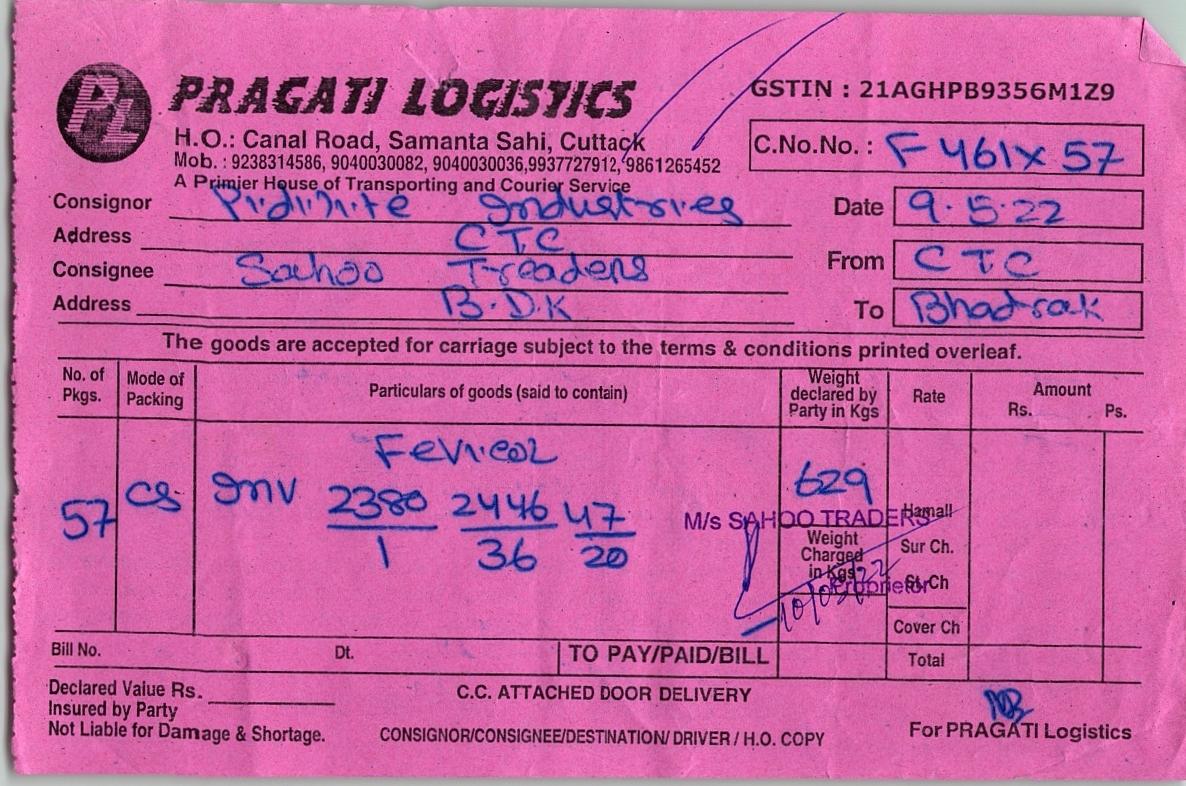 PL PRAGATI LOGISTICS
GSTIN : 21AGHPB9356M1Z9
H.O.: Canal Road, Samanta Sahi, Cuttack
Mob. : 9238314586, 9040030082, 9040030036,9937727912, 9861265452
A Primier House of Transporting and Courier Service
C.No.No. : F 461x 57
Consignor Pidilite Industries
Date 9.5.22
Address CTC
Consignee Sahoo Treaders
From CTC
Address B.D.K
To Bhadrak
The goods are accepted for carriage subject to the terms & conditions printed overleaf.
No. of Pkgs. Mode of Packing Particulars of goods (said to contain) Weight declared by Party in Kgs Rate Amount Rs. Ps.
Fevicol
57 CS Inv 2380/1 2446/36 47/20 629
M/s SAHOO TRADERS
Hamall
Weight Charged in Kgs
Sur Ch.
St.Ch
Proprietor
10/05/22
Cover Ch
Bill No. Dt. TO PAY/PAID/BILL Total
Declared Value Rs.
C.C. ATTACHED DOOR DELIVERY
Insured by Party
Not Liable for Damage & Shortage.
CONSIGNOR/CONSIGNEE/DESTINATION/ DRIVER / H.O. COPY
For PRAGATI Logistics